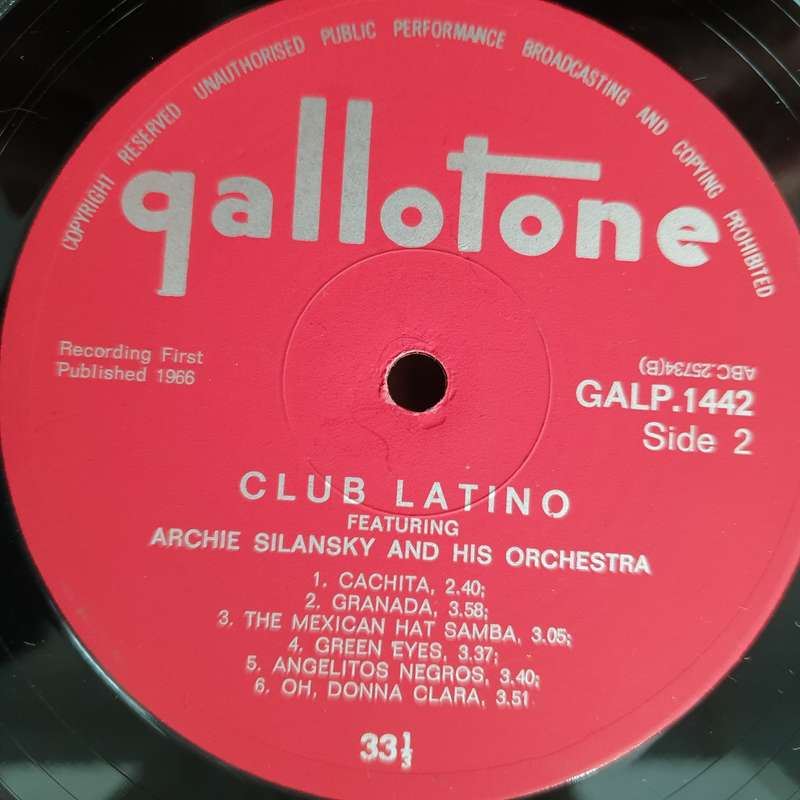 COPYRIGHT RESERVED UNAUTHORISED PUBLIC PERFORMANCE BROADCASTING AND COPYING PROHIBITED
gallotone
Recording First
Published 1966
ABC.25734(B)
GALP.1442
Side 2
CLUB LATINO
FEATURING
ARCHIE SILANSKY AND HIS ORCHESTRA
1. CACHITA, 2.40;
2. GRANADA, 3.58;
3. THE MEXICAN HAT SAMBA, 3.05;
4. GREEN EYES, 3.37;
5. ANGELITOS NEGROS, 3.40;
6. OH, DONNA CLARA, 3.51
33⅓